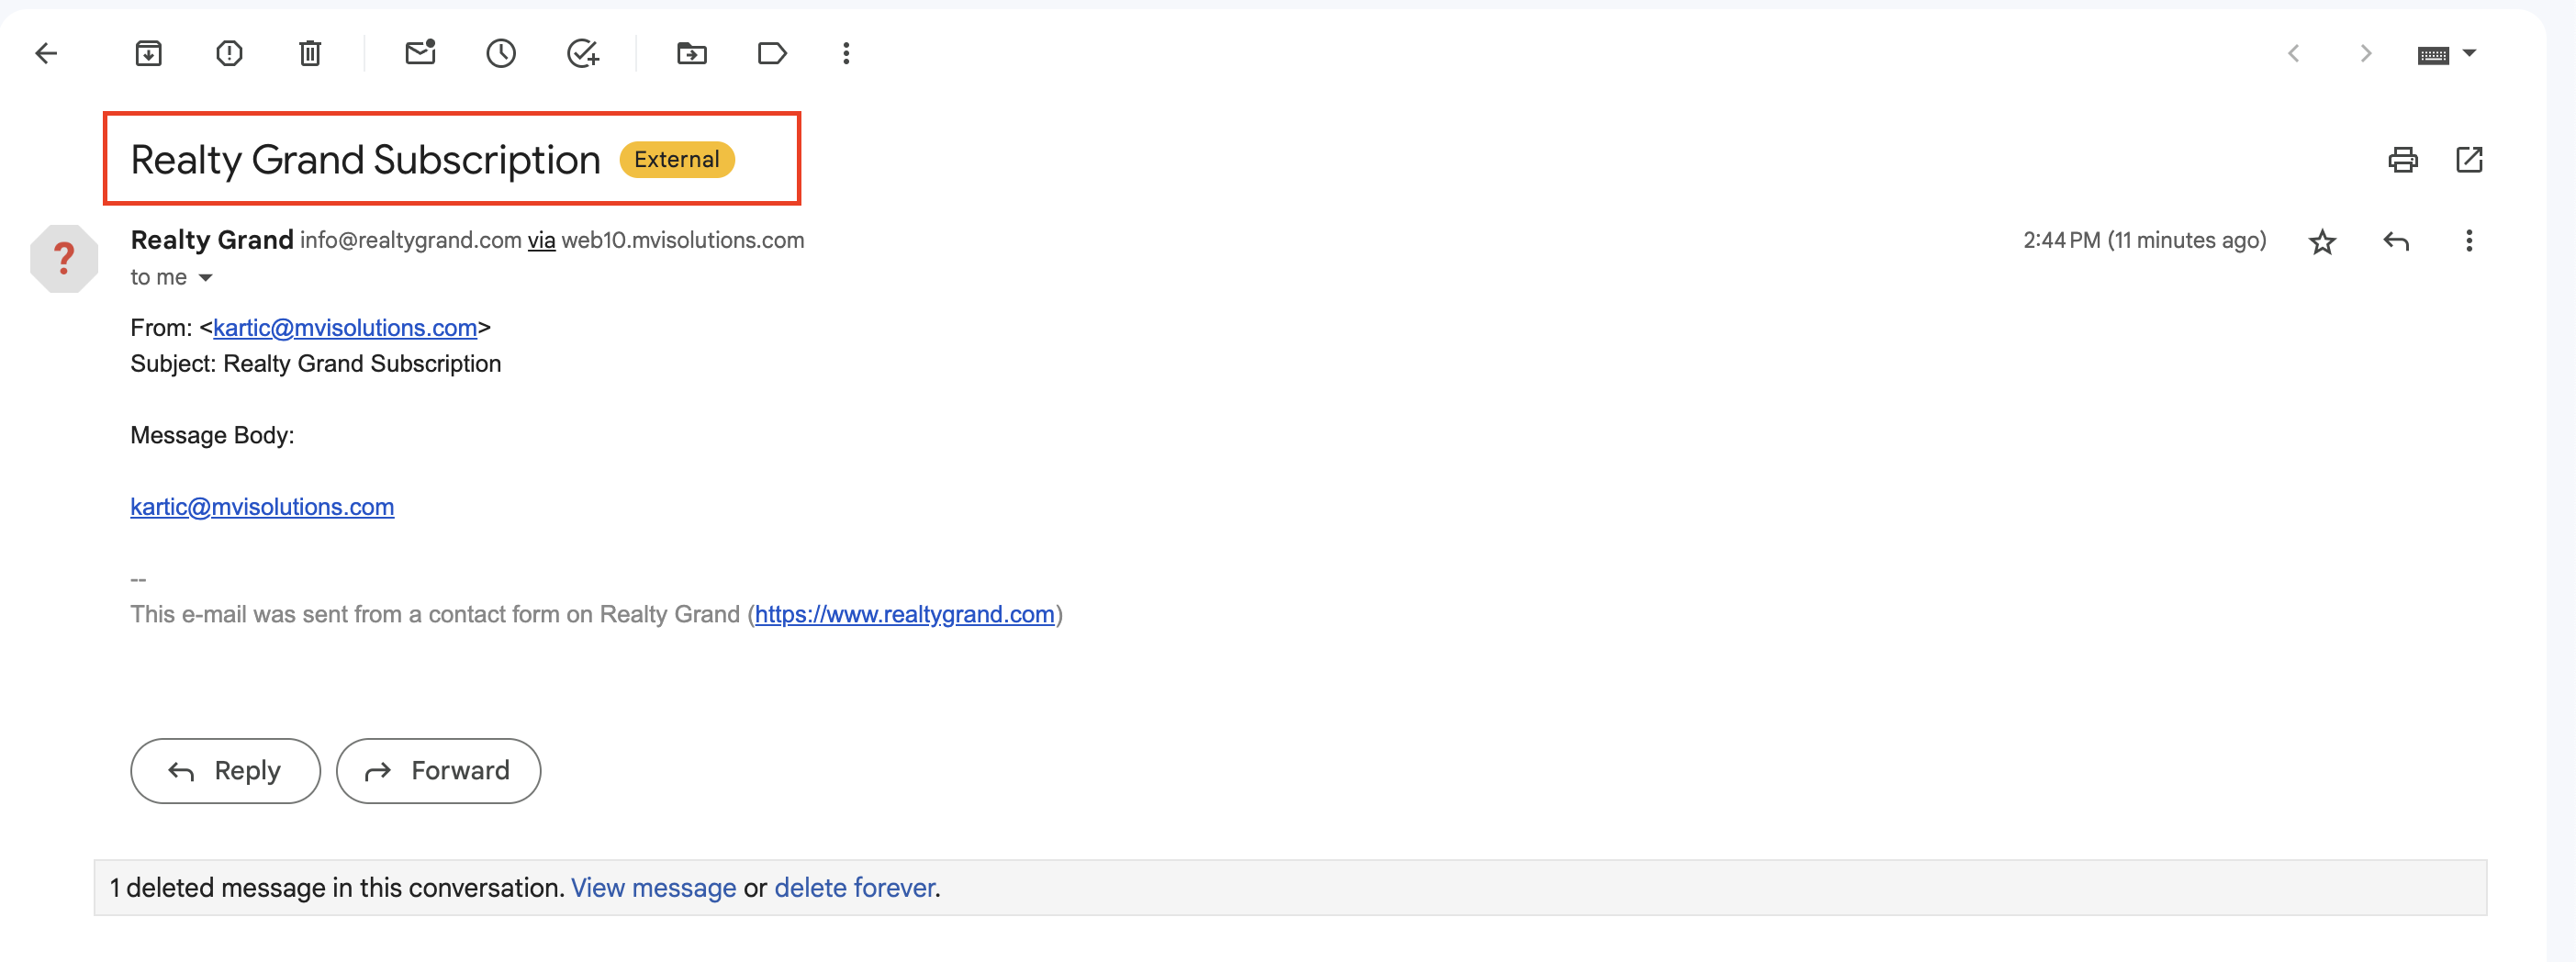 Realty Grand Subscription External
Realty Grand info@realtygrand.com via web10.mvisolutions.com 2:44 PM (11 minutes ago)
?
to me
From: <kartic@mvisolutions.com>
Subject: Realty Grand Subscription
Message Body:
kartic@mvisolutions.com
--
This e-mail was sent from a contact form on Realty Grand (https://www.realtygrand.com)
Reply Forward
1 deleted message in this conversation. View message or delete forever.